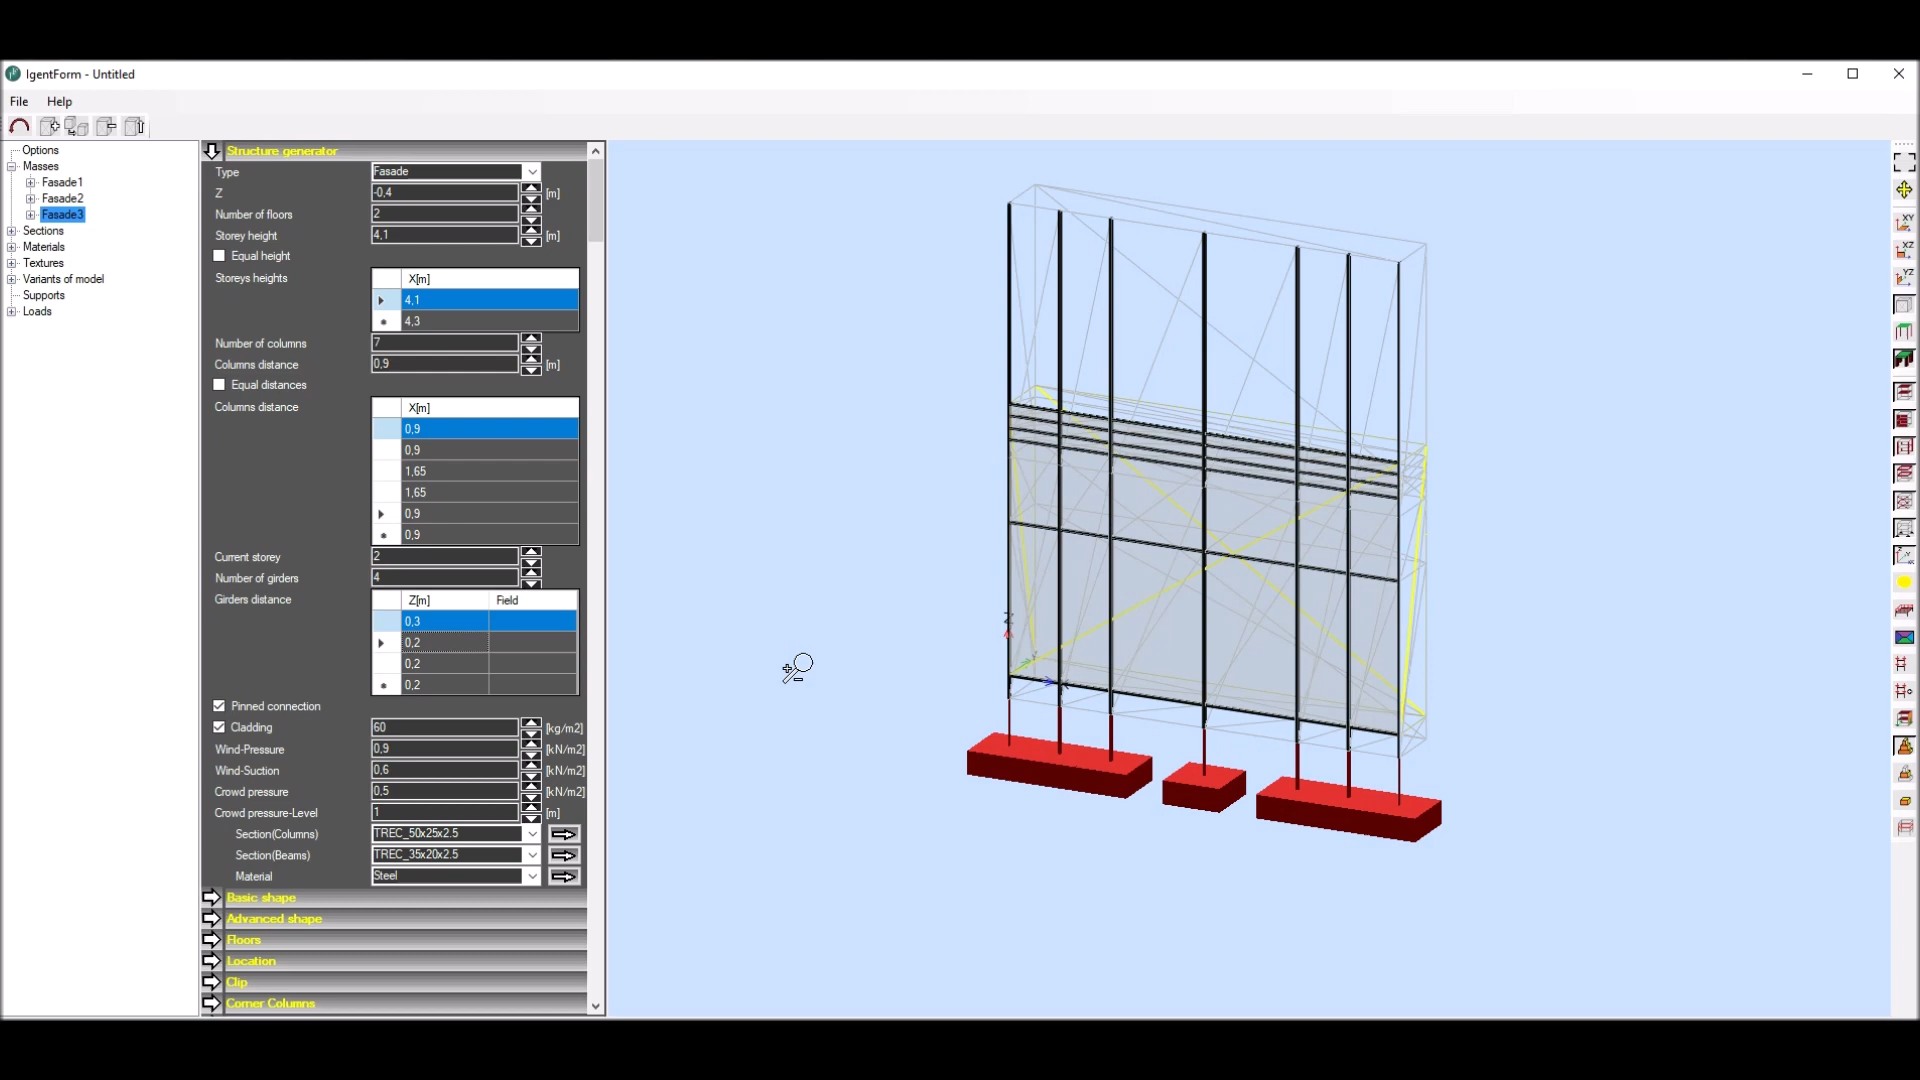 IgentForm - Untitled
File Help
Options
Masses
Fasade1
Fasade2
Fasade3
Sections
Materials
Textures
Variants of model
Supports
Loads
Structure generator
Type Fasade
Z -0,4 [m]
Number of floors 2
Storey height 4,1 [m]
Equal height
Storeys heights X[m]
4,1
4,3
Number of columns 7
Columns distance 0,9 [m]
Equal distances
Columns distance X[m]
0,9
0,9
1,65
1,65
0,9
0,9
Current storey 2
Number of girders 4
Girders distance Z[m] Field
0,3
0,2
0,2
0,2
Pinned connection
Cladding 60 [kg/m2]
Wind-Pressure 0,9 [kN/m2]
Wind-Suction 0,6 [kN/m2]
Crowd pressure 0,5 [kN/m2]
Crowd pressure-Level 1 [m]
Section(Columns) TREC_50x25x2.5
Section(Beams) TREC_35x20x2.5
Material Steel
Basic shape
Advanced shape
Floors
Location
Clip
Corner Columns
Z
XY
XZ
YZ